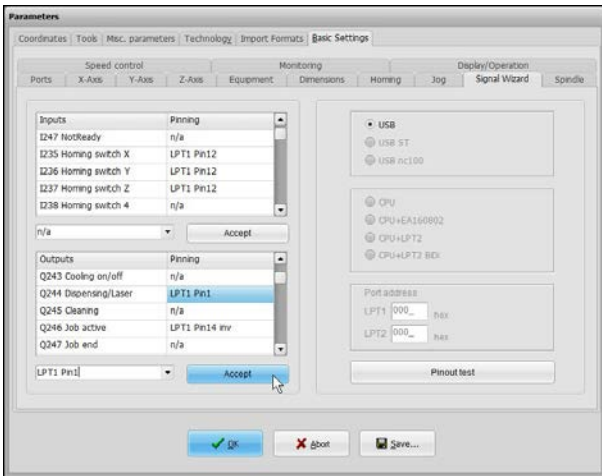 Parameters
Coordinates Tools Misc. parameters Technology Import Formats Basic Settings
Speed control Monitoring Display/Operation
Ports X-Axis Y-Axis Z-Axis Equipment Dimensions Homing Jog Signal Wizard Spindle
Inputs Pinning
I247 NotReady n/a
I235 Homing switch X LPT1 Pin12
I236 Homing switch Y LPT1 Pin12
I237 Homing switch Z LPT1 Pin12
I238 Homing switch 4 n/a
n/a Accept
Outputs Pinning
Q243 Cooling on/off n/a
Q244 Dispensing/Laser LPT1 Pin1
Q245 Cleaning n/a
Q246 Job active LPT1 Pin14 inv
Q247 Job end n/a
LPT1 Pin1 Accept
USB
USB ST
USB nc100
CPU
CPU+EA160802
CPU+LPT2
CPU+LPT2 BIDI
Port address
LPT1 000_ hex
LPT2 000_ hex
Pinout test
OK Abort Save...